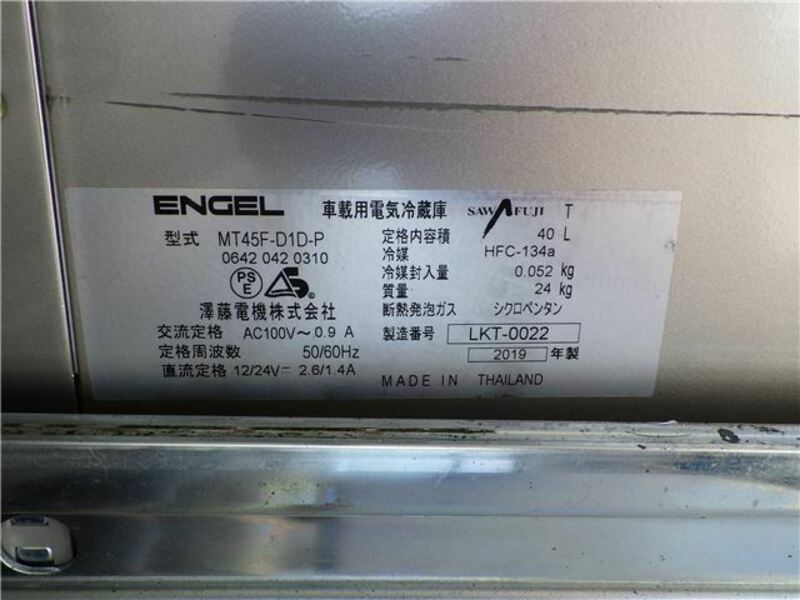 ENGEL 車載用電気冷蔵庫 SAWAFUJI T
型式 MT45F-D1D-P
0642 042 0310
PS E
澤藤電機株式会社
交流定格 AC100V〜0.9 A
定格周波数 50/60Hz
直流定格 12/24V⎓ 2.6/1.4A
定格内容積 40 L
冷媒 HFC-134a
冷媒封入量 0.052 kg
質量 24 kg
断熱発泡ガス シクロペンタン
製造番号 LKT-0022
2019 年製
MADE IN THAILAND